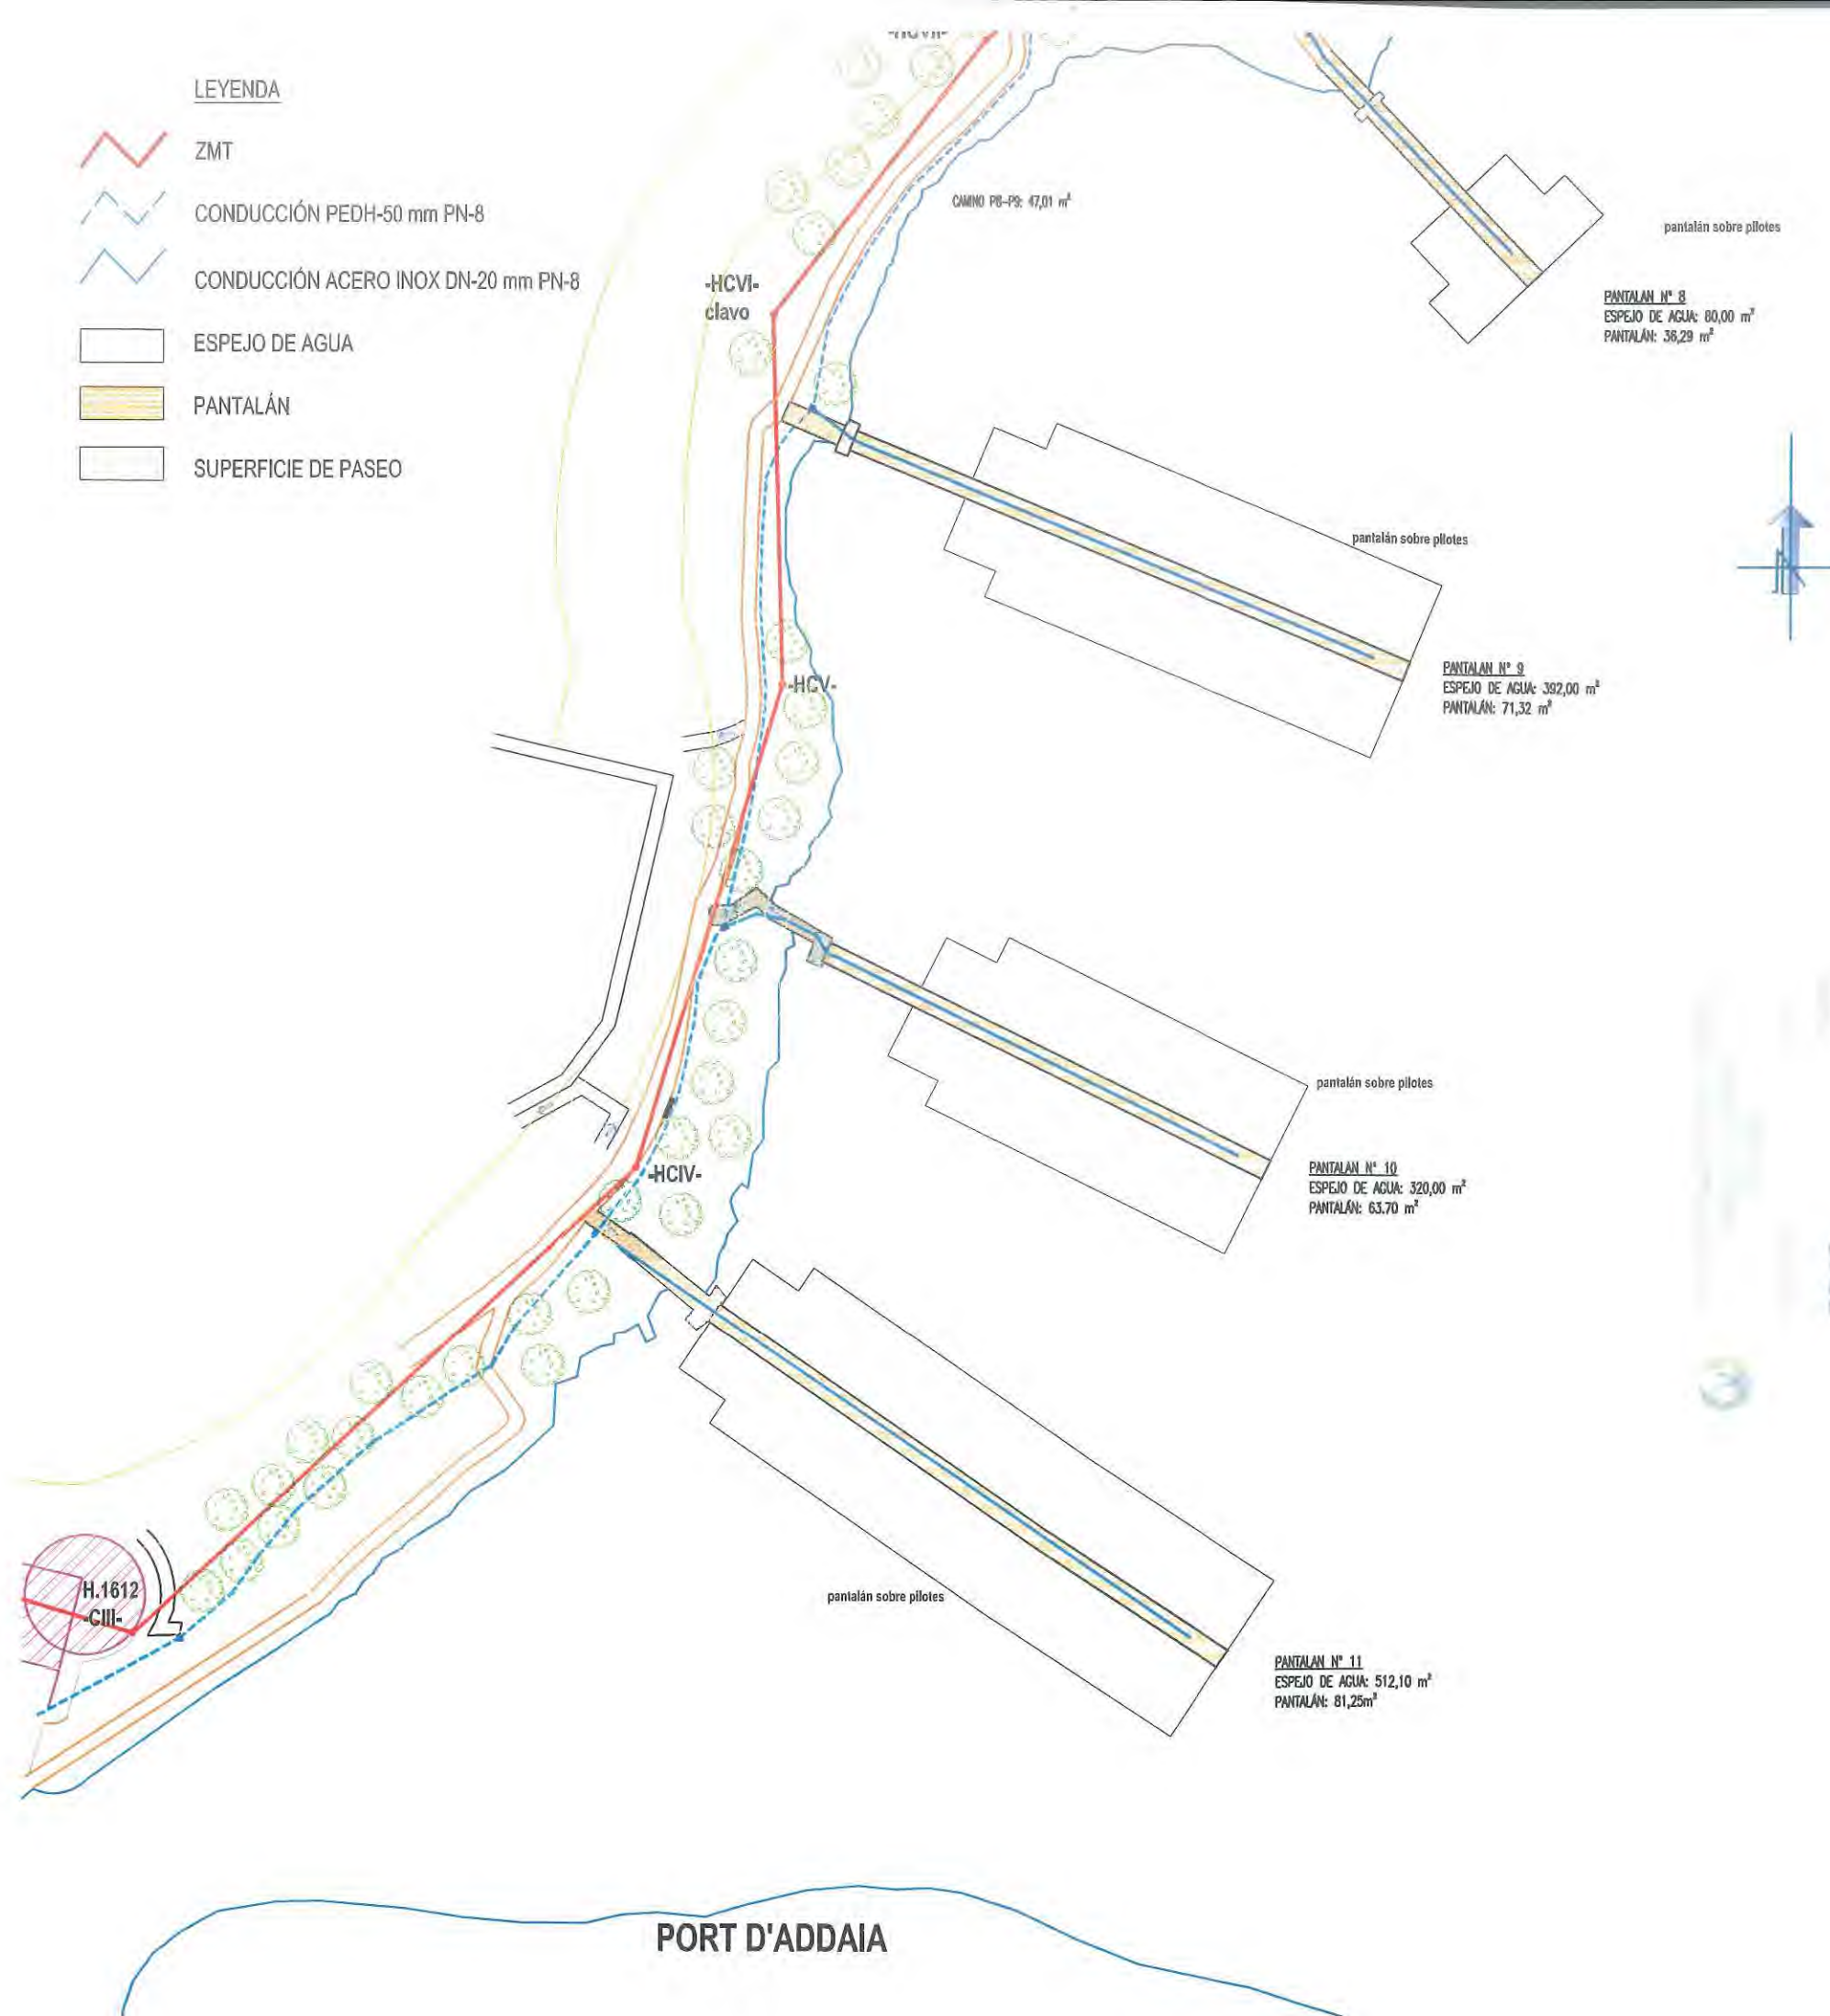 -HCVII-
LEYENDA
ZMT
CONDUCCIÓN PEDH-50 mm PN-8
CONDUCCIÓN ACERO INOX DN-20 mm PN-8
ESPEJO DE AGUA
PANTALÁN
SUPERFICIE DE PASEO
CAMINO P8-P9: 47,01 m²
pantalán sobre pilotes
PANTALAN Nº 8
ESPEJO DE AGUA: 80,00 m²
PANTALÁN: 36,29 m²
-HCVI-
clavo
pantalán sobre pilotes
N
PANTALAN Nº 9
ESPEJO DE AGUA: 392,00 m²
PANTALÁN: 71,32 m²
-HCV-
pantalán sobre pilotes
PANTALAN Nº 10
ESPEJO DE AGUA: 320,00 m²
PANTALÁN: 63.70 m²
-HCIV-
pantalán sobre pilotes
H.1612
-CIII-
PANTALAN Nº 11
ESPEJO DE AGUA: 512,10 m²
PANTALÁN: 81,25m²
PORT D'ADDAIA